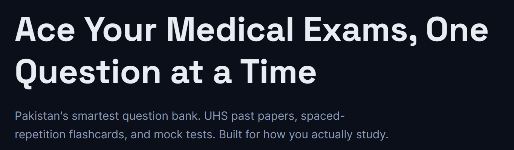 Ace Your Medical Exams, One
Question at a Time
Pakistan's smartest question bank. UHS past papers, spaced-
repetition flashcards, and mock tests. Built for how you actually study.